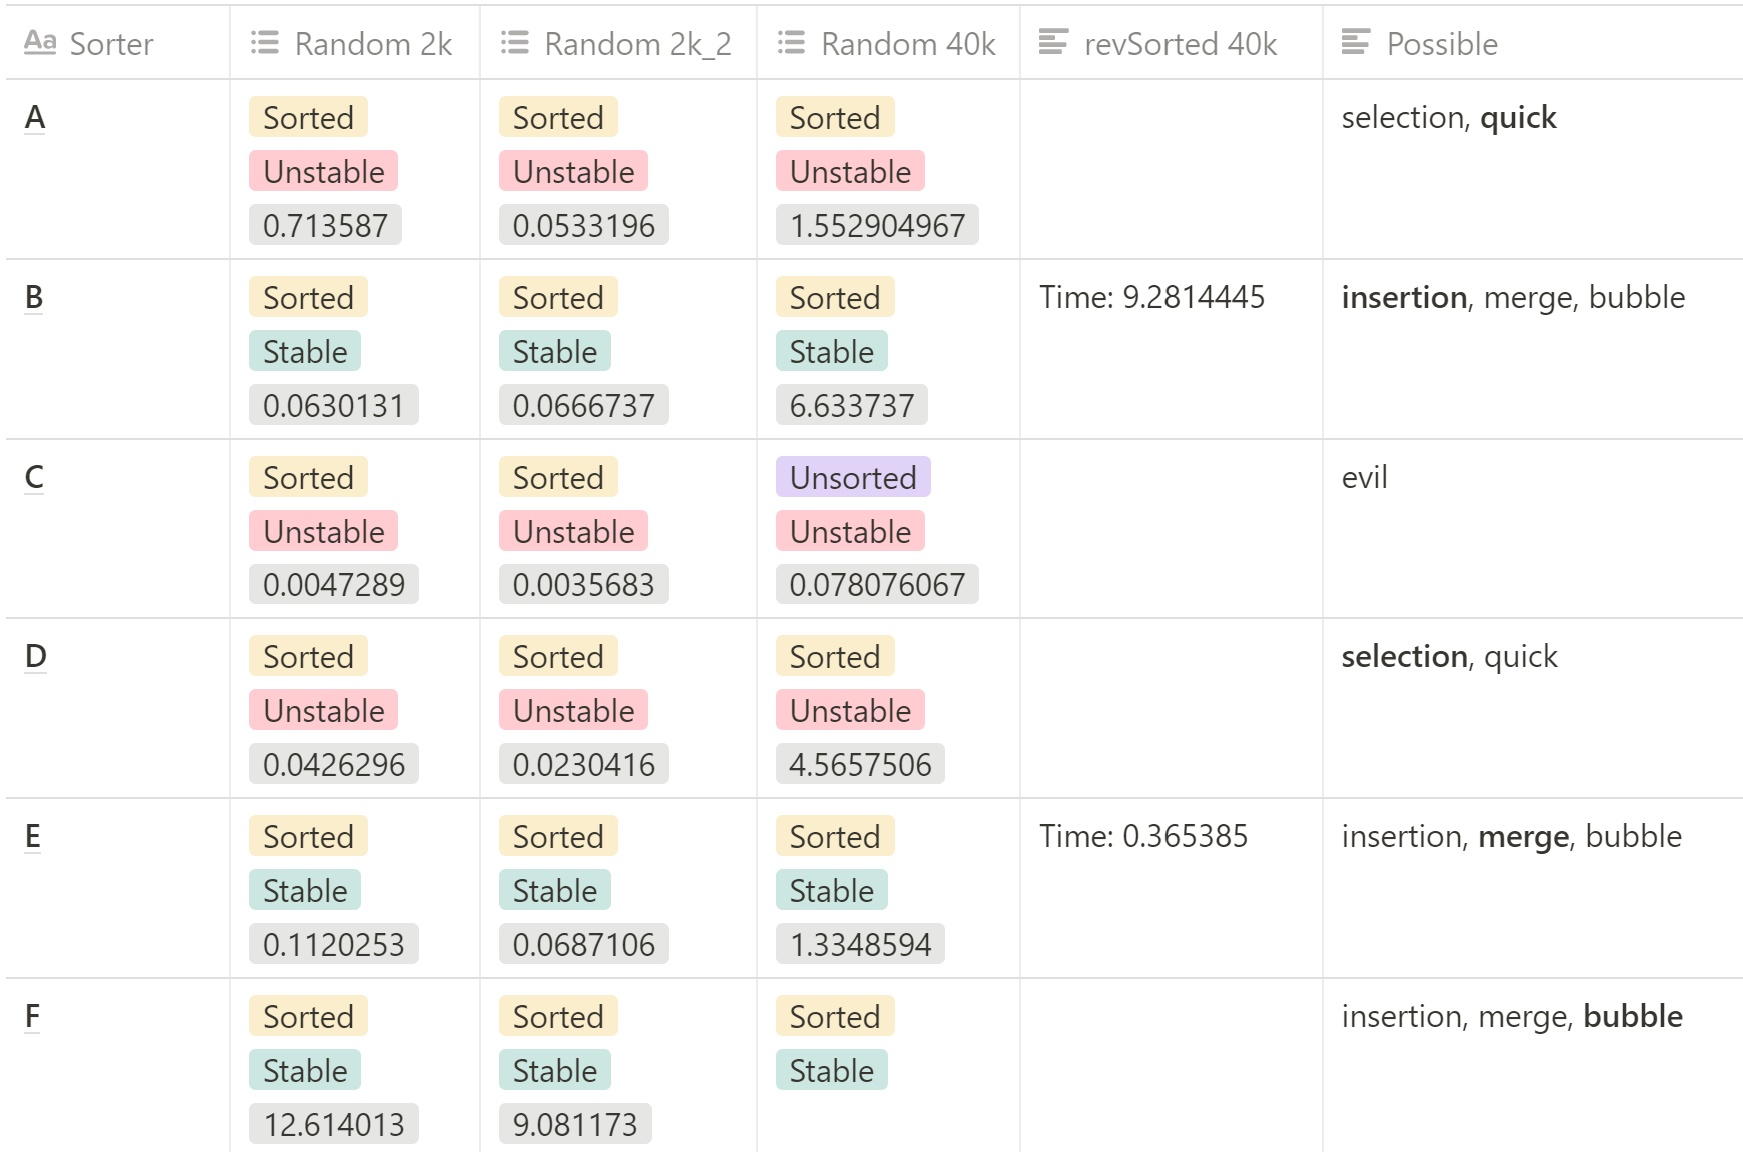 Aa Sorter Random 2k Random 2k_2 Random 40k revSorted 40k Possible
A Sorted Sorted Sorted selection, quick
Unstable Unstable Unstable
0.713587 0.0533196 1.552904967
B Sorted Sorted Sorted Time: 9.2814445 insertion, merge, bubble
Stable Stable Stable
0.0630131 0.0666737 6.633737
C Sorted Sorted Unsorted evil
Unstable Unstable Unstable
0.0047289 0.0035683 0.078076067
D Sorted Sorted Sorted selection, quick
Unstable Unstable Unstable
0.0426296 0.0230416 4.5657506
E Sorted Sorted Sorted Time: 0.365385 insertion, merge, bubble
Stable Stable Stable
0.1120253 0.0687106 1.3348594
F Sorted Sorted Sorted insertion, merge, bubble
Stable Stable Stable
12.614013 9.081173